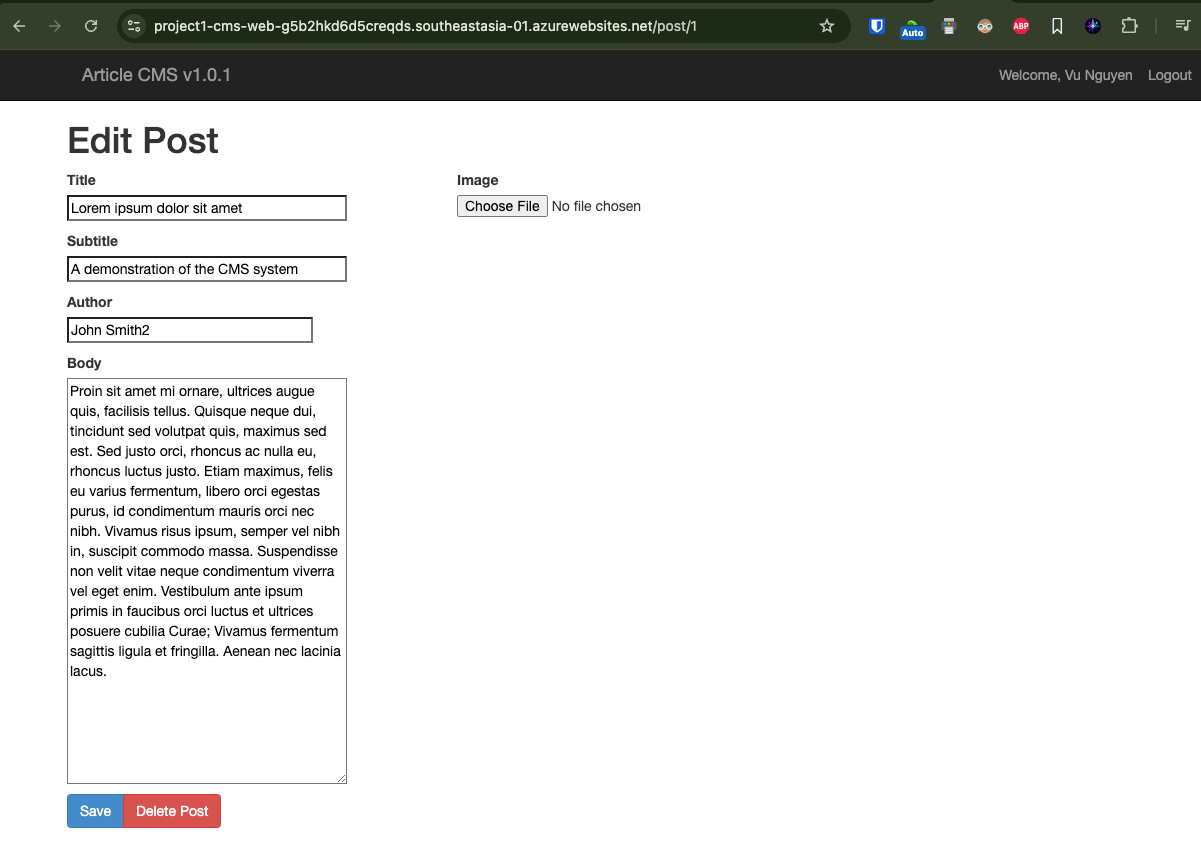 project1-cms-web-g5b2hkd6d5creqds.southeastasia-01.azurewebsites.net/post/1
Auto
ABP
Article CMS v1.0.1
Welcome, Vu Nguyen
Logout
Edit Post
Title
Lorem ipsum dolor sit amet
Image
Choose File No file chosen
Subtitle
A demonstration of the CMS system
Author
John Smith2
Body
Proin sit amet mi ornare, ultrices augue
quis, facilisis tellus. Quisque neque dui,
tincidunt sed volutpat quis, maximus sed
est. Sed justo orci, rhoncus ac nulla eu,
rhoncus luctus justo. Etiam maximus, felis
eu varius fermentum, libero orci egestas
purus, id condimentum mauris orci nec
nibh. Vivamus risus ipsum, semper vel nibh
in, suscipit commodo massa. Suspendisse
non velit vitae neque condimentum viverra
vel eget enim. Vestibulum ante ipsum
primis in faucibus orci luctus et ultrices
posuere cubilia Curae; Vivamus fermentum
sagittis ligula et fringilla. Aenean nec lacinia
lacus.
Save
Delete Post